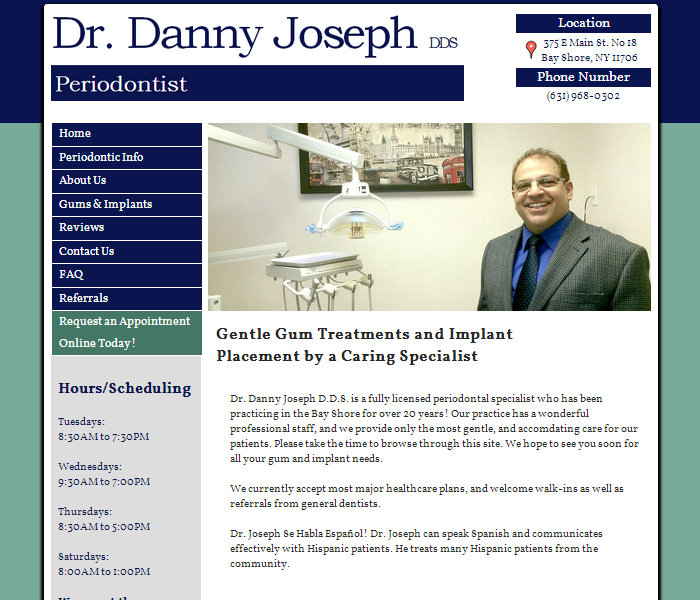 Dr. Danny Joseph DDS
Periodontist
Location
375 E Main St. No 18
Bay Shore, NY 11706
Phone Number
(631) 968-0302
Home
Periodontic Info
About Us
Gums & Implants
Reviews
Contact Us
FAQ
Referrals
Request an Appointment
Online Today!
Hours/Scheduling
Tuesdays:
8:30AM to 7:30PM
Wednesdays:
9:30AM to 7:00PM
Thursdays:
8:30AM to 5:00PM
Saturdays:
8:00AM to 1:00PM
Gentle Gum Treatments and Implant
Placement by a Caring Specialist
Dr. Danny Joseph D.D.S. is a fully licensed periodontal specialist who has been
practicing in the Bay Shore for over 20 years! Our practice has a wonderful
professional staff, and we provide only the most gentle, and accomdating care for our
patients. Please take the time to browse through this site. We hope to see you soon for
all your gum and implant needs.
We currently accept most major healthcare plans, and welcome walk-ins as well as
referrals from general dentists.
Dr. Joseph Se Habla Español! Dr. Joseph can speak Spanish and communicates
effectively with Hispanic patients. He treats many Hispanic patients from the
community.